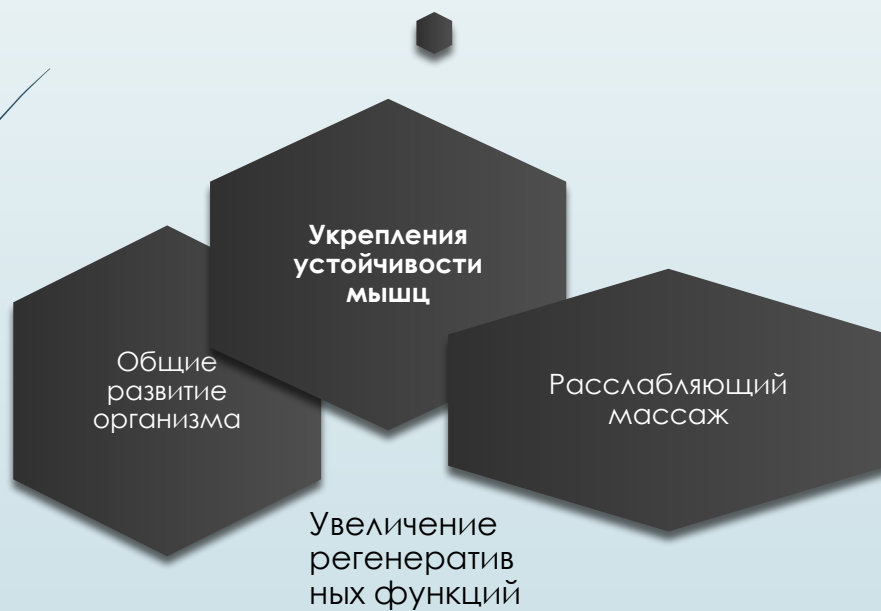 Укрепления
устойчивости
мышц
Общие
развитие
организма
Расслабляющий
массаж
Увеличение
регенератив
ных функций